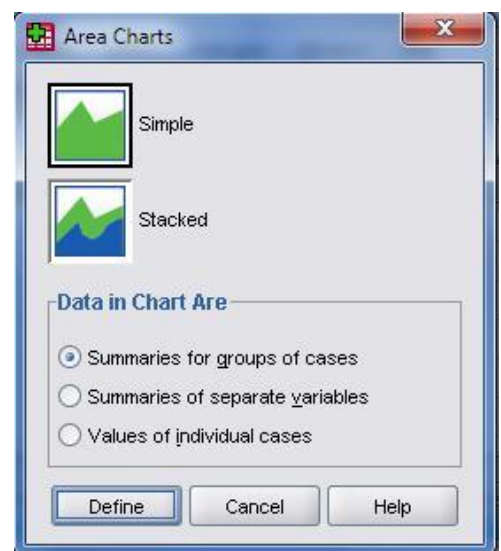 Area Charts
Simple
Stacked
Data in Chart Are
Summaries for groups of cases
Summaries of separate variables
Values of individual cases
Define Cancel Help